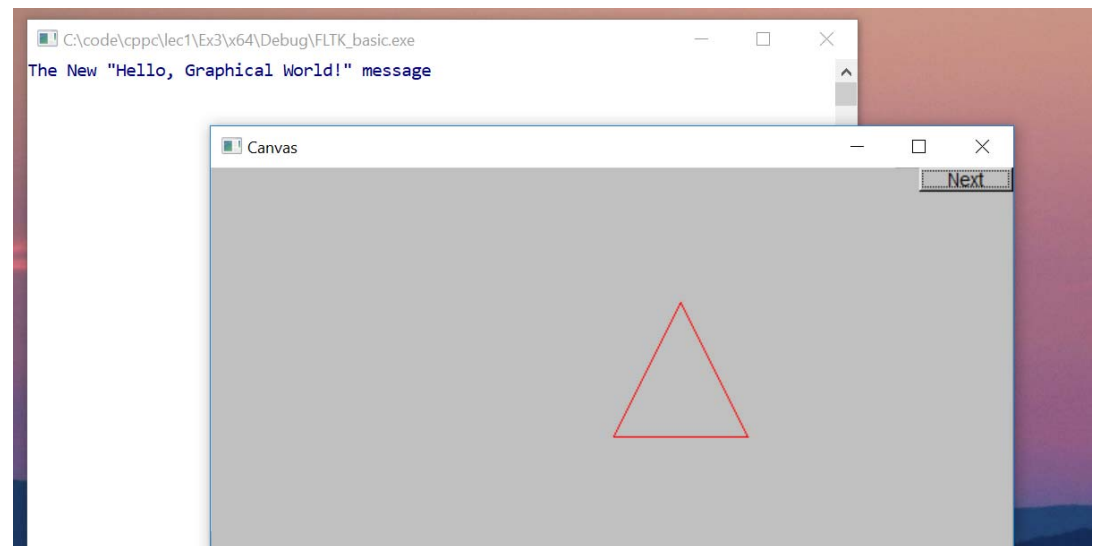 C:\code\cppc\lec1\Ex3\x64\Debug\FLTK_basic.exe
The New "Hello, Graphical World!" message
Canvas
Next